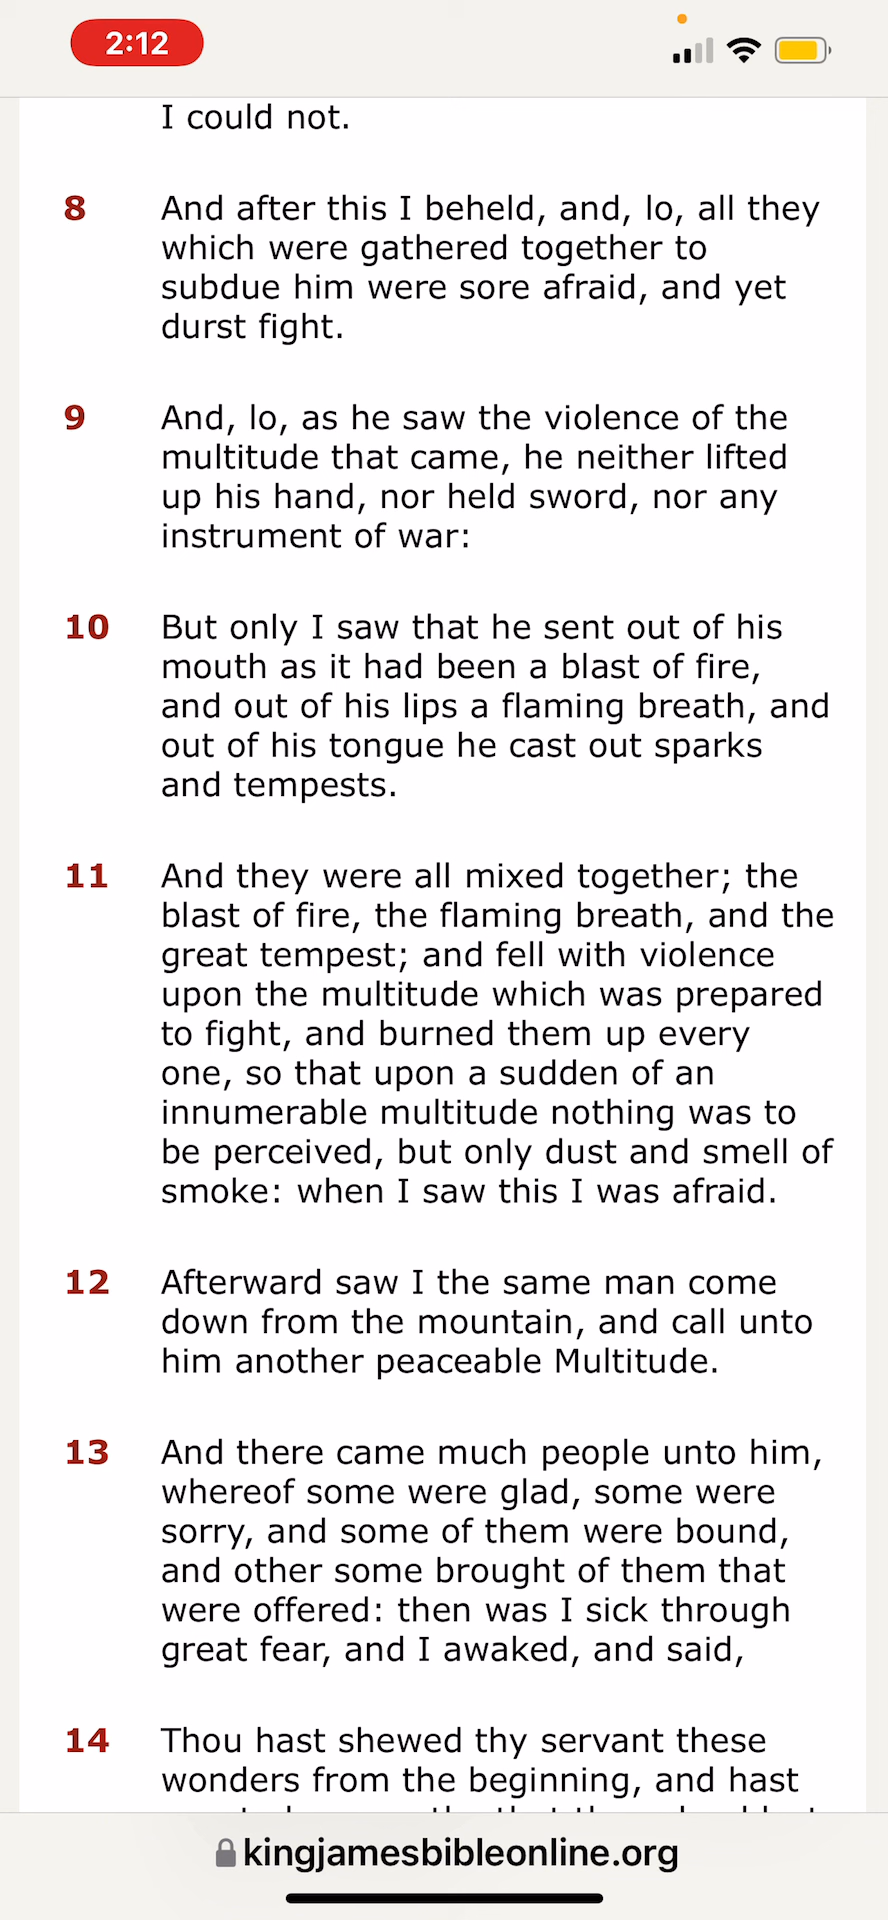 2:12
I could not.
8 And after this I beheld, and, lo, all they
which were gathered together to
subdue him were sore afraid, and yet
durst fight.
9 And, lo, as he saw the violence of the
multitude that came, he neither lifted
up his hand, nor held sword, nor any
instrument of war:
10 But only I saw that he sent out of his
mouth as it had been a blast of fire,
and out of his lips a flaming breath, and
out of his tongue he cast out sparks
and tempests.
11 And they were all mixed together; the
blast of fire, the flaming breath, and the
great tempest; and fell with violence
upon the multitude which was prepared
to fight, and burned them up every
one, so that upon a sudden of an
innumerable multitude nothing was to
be perceived, but only dust and smell of
smoke: when I saw this I was afraid.
12 Afterward saw I the same man come
down from the mountain, and call unto
him another peaceable Multitude.
13 And there came much people unto him,
whereof some were glad, some were
sorry, and some of them were bound,
and other some brought of them that
were offered: then was I sick through
great fear, and I awaked, and said,
14 Thou hast shewed thy servant these
wonders from the beginning, and hast
kingjamesbibleonline.org